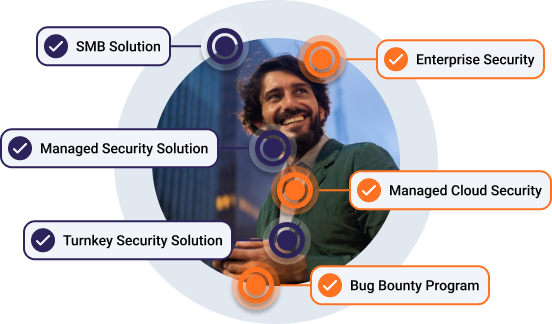 SMB Solution
Enterprise Security
Managed Security Solution
Managed Cloud Security
Turnkey Security Solution
Bug Bounty Program